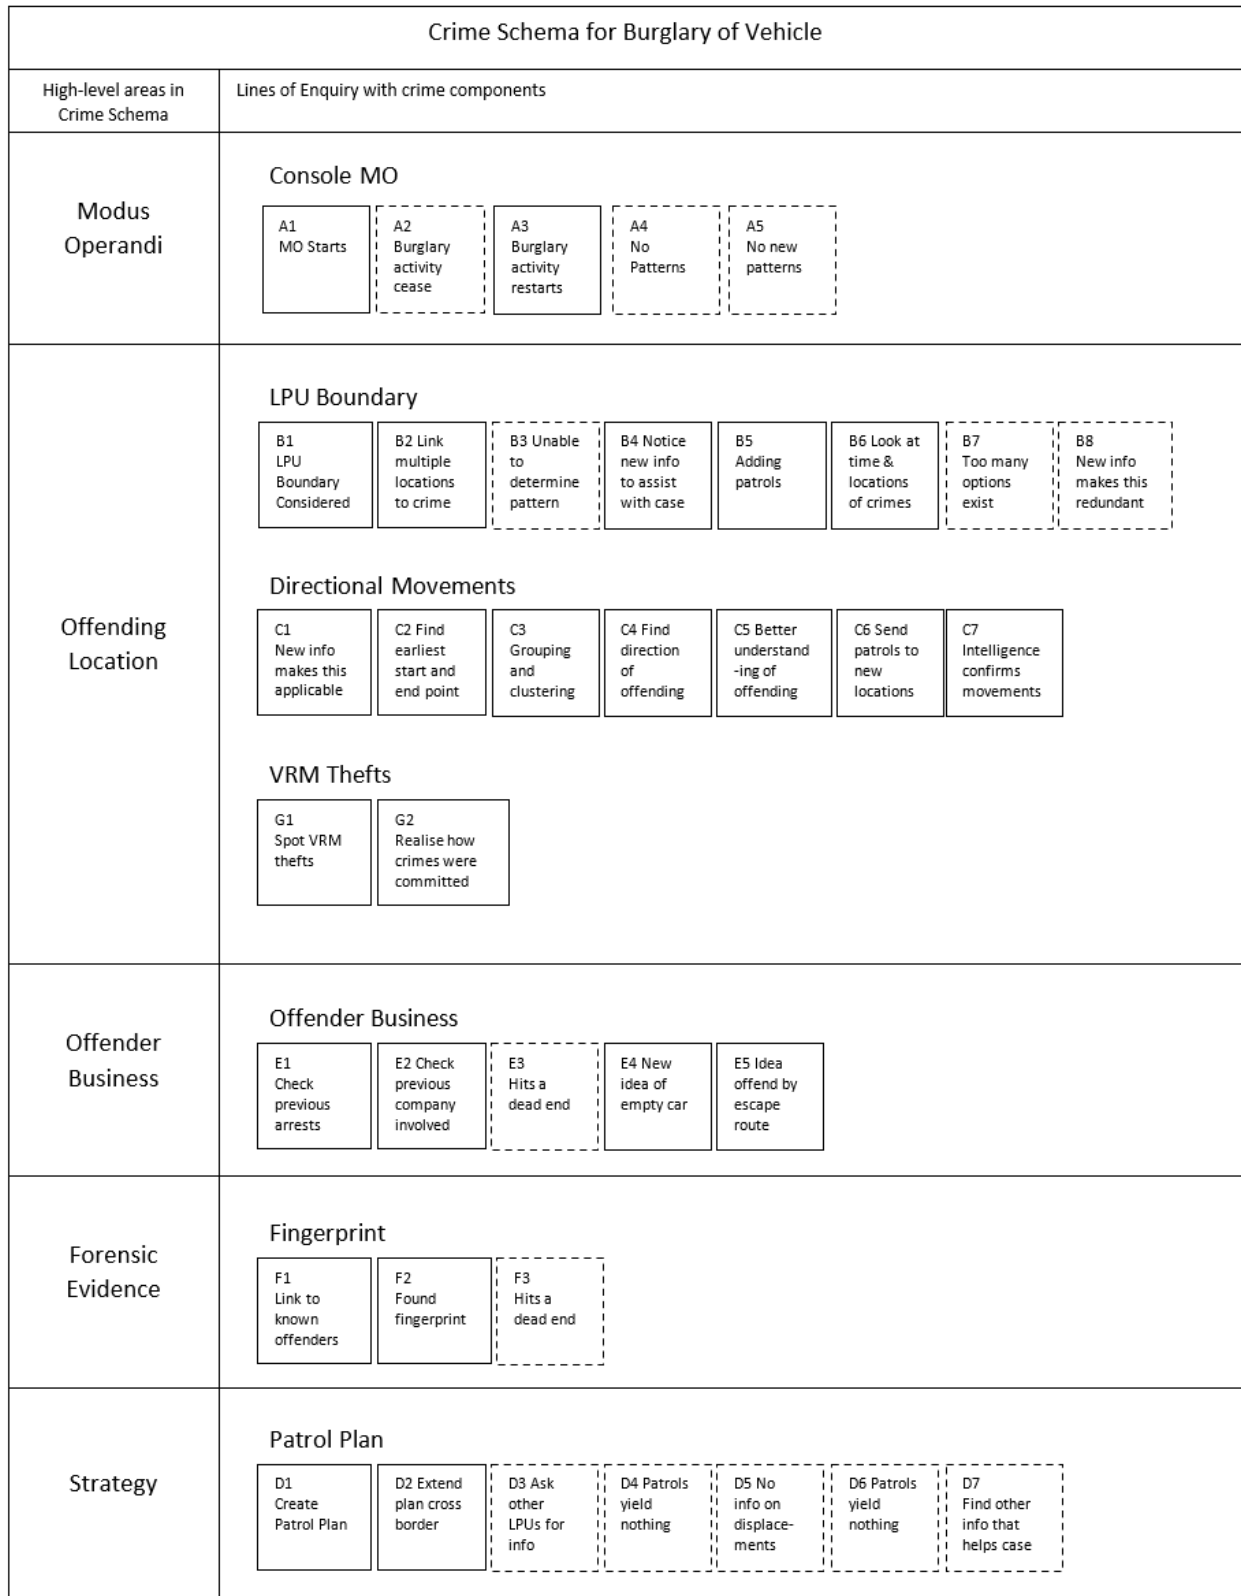 Crime Schema for Burglary of Vehicle
High-level areas in
Crime Schema
Lines of Enquiry with crime components
Modus
Operandi
Console MO
A1
MO Starts
A2
Burglary
activity
cease
A3
Burglary
activity
restarts
A4
No
Patterns
A5
No new
patterns
Offending
Location
LPU Boundary
B1
LPU
Boundary
Considered
B2 Link
multiple
locations
to crime
B3 Unable
to
determine
pattern
B4 Notice
new info
to assist
with case
B5
Adding
patrols
B6 Look at
time &
locations
of crimes
B7
Too many
options
exist
B8
New info
makes this
redundant
Directional Movements
C1
New info
makes this
applicable
C2 Find
earliest
start and
end point
C3
Grouping
and
clustering
C4 Find
direction
of
offending
C5 Better
understand
-ing of
offending
C6 Send
patrols to
new
locations
C7
Intelligence
confirms
movements
VRM Thefts
G1
Spot VRM
thefts
G2
Realise how
crimes were
committed
Offender
Business
Offender Business
E1
Check
previous
arrests
E2 Check
previous
company
involved
E3
Hits a
dead end
E4 New
idea of
empty car
E5 Idea
offend by
escape
route
Forensic
Evidence
Fingerprint
F1
Link to
known
offenders
F2
Found
fingerprint
F3
Hits a
dead end
Strategy
Patrol Plan
D1
Create
Patrol Plan
D2 Extend
plan cross
border
D3 Ask
other
LPUs for
info
D4 Patrols
yield
nothing
D5 No
info on
displace-
ments
D6 Patrols
yield
nothing
D7
Find other
info that
helps case